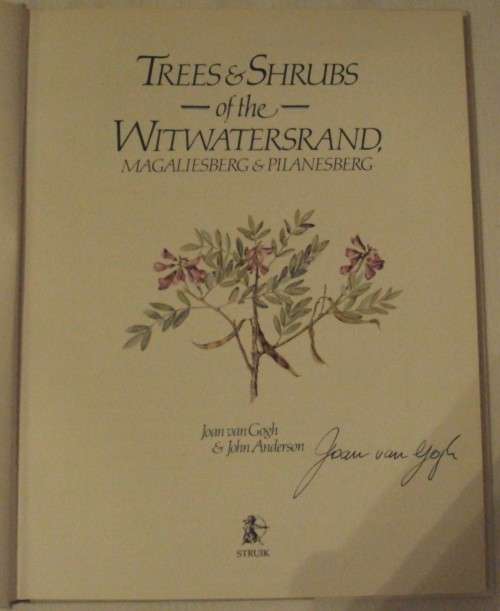 TREES & SHRUBS
of the
WITWATERSRAND,
MAGALIESBERG & PILANESBERG
Joan van Gogh
& John Anderson
Joan van Gogh
STRUIK